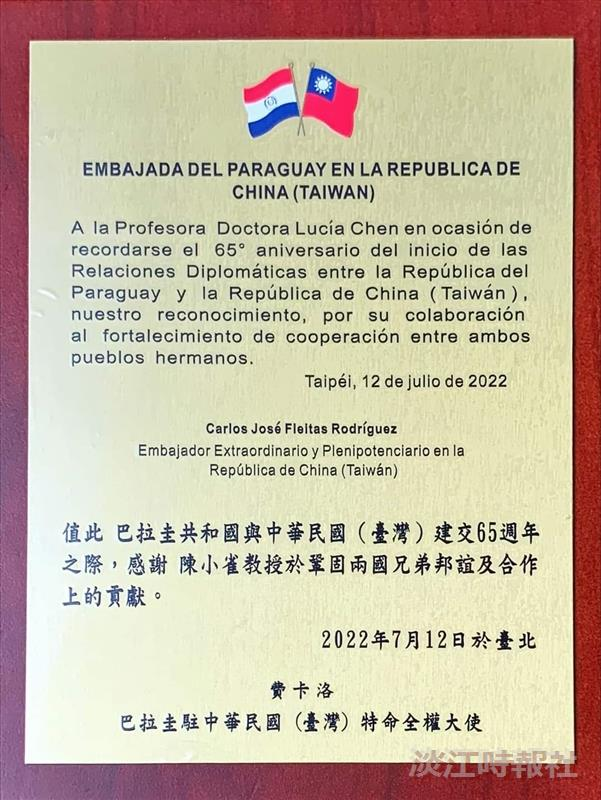 EMBAJADA DEL PARAGUAY EN LA REPUBLICA DE
CHINA (TAIWAN)
A la Profesora Doctora Lucía Chen en ocasión de
recordarse el 65° aniversario del inicio de las
Relaciones Diplomáticas entre la República del
Paraguay y la República de China (Taiwán),
nuestro reconocimiento, por su colaboración
al fortalecimiento de cooperación entre ambos
pueblos hermanos.
Taipéi, 12 de julio de 2022
Carlos José Fleitas Rodríguez
Embajador Extraordinario y Plenipotenciario en la
República de China (Taiwán)
值此 巴拉圭共和國與中華民國（臺灣）建交65週年
之際，感謝 陳小雀教授於鞏固兩國兄弟邦誼及合作
上的貢獻。
2022年7月12日於臺北
費卡洛
巴拉圭駐中華民國（臺灣）特命全權大使
淡江時報社